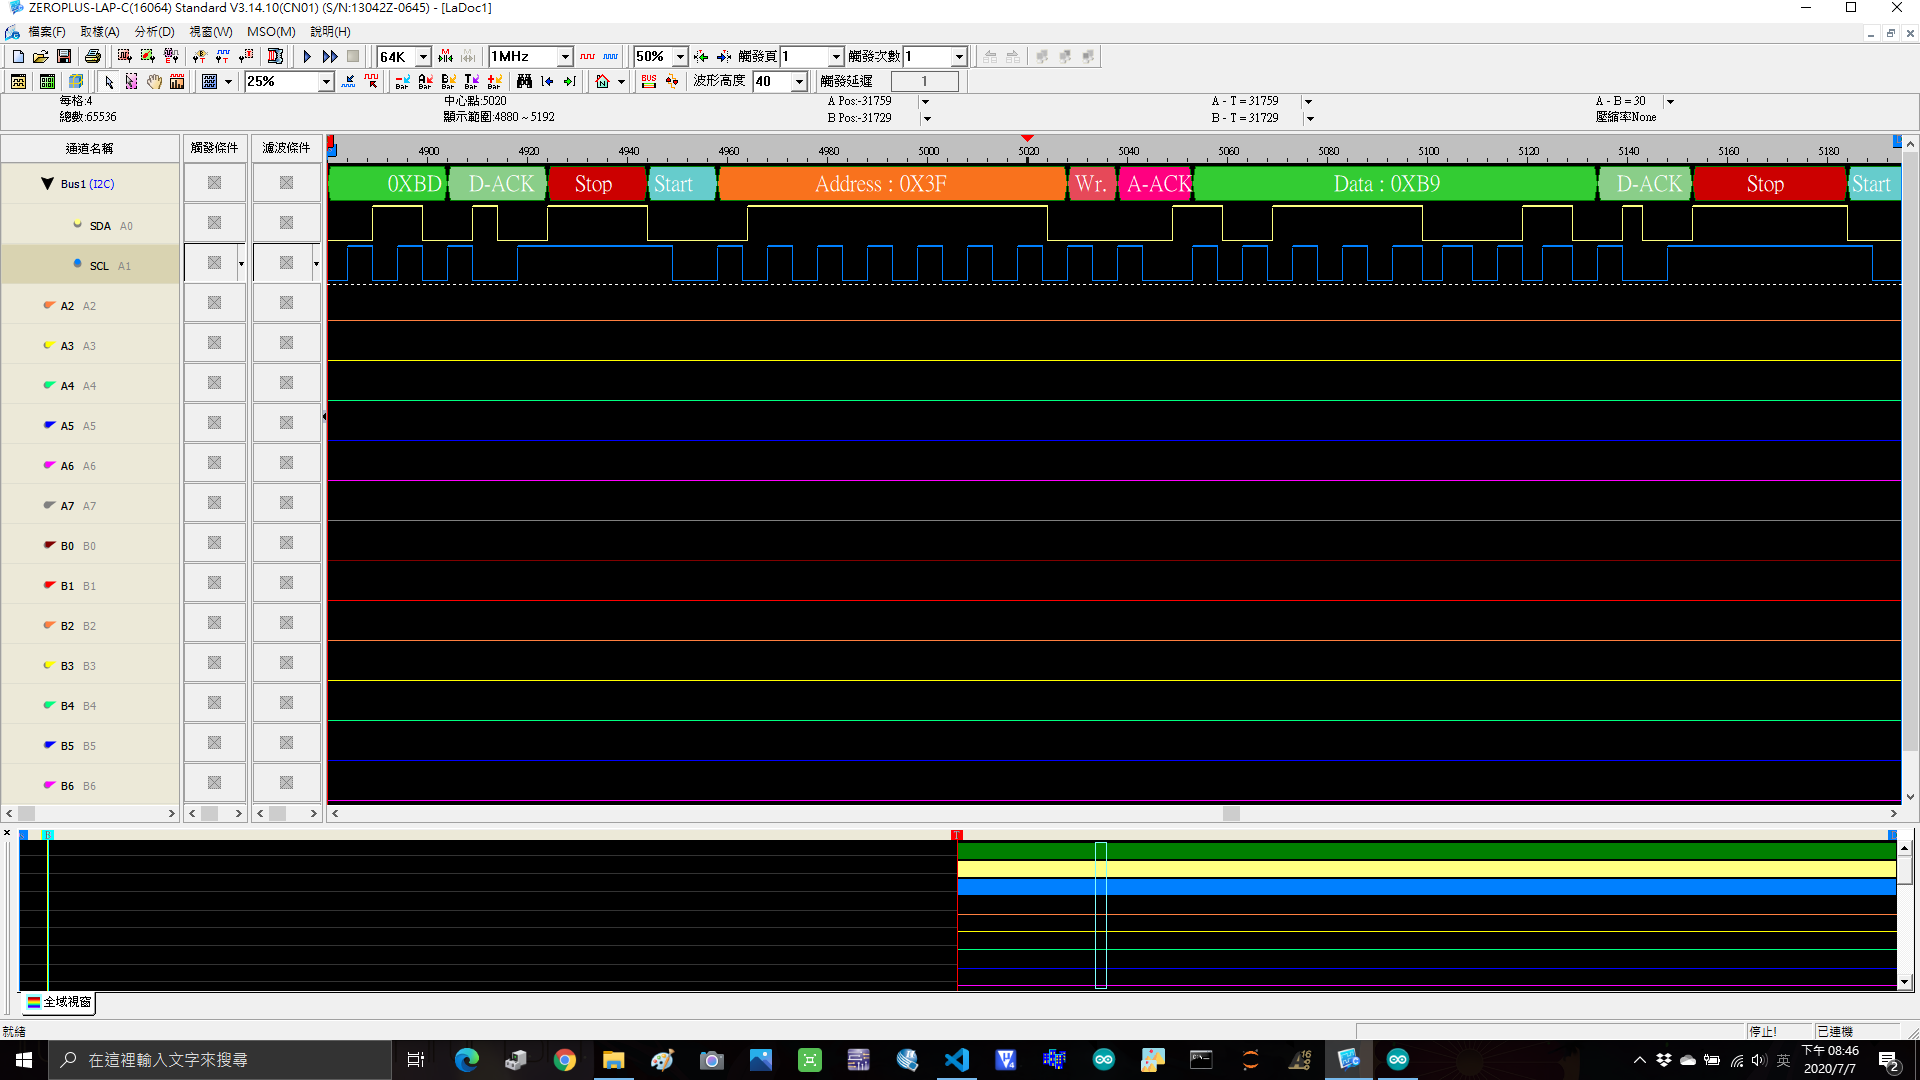 ZEROPLUS-LAP-C(16064) Standard V3.14.10(CN01) (S/N:13042Z-0645) - [LaDoc1]
檔案(F) 取樣(A) 分析(D) 視窗(W) MSO(M) 說明(H)
64K 1MHz 50% 觸發頁 1 觸發次數 1
25% 波形高度 40 觸發延遲 1
每格:4 中心點:5020 A Pos:-31759 A - T = 31759 A - B = 30
總數:65536 顯示範圍:4880 ~ 5192 B Pos:-31729 B - T = 31729 壓縮率None
通道名稱 觸發條件 濾波條件
4900 4920 4940 4960 4980 5000 5020 5040 5060 5080 5100 5120 5140 5160 5180
Bus1 (I2C) 0XBD D-ACK Stop Start Address : 0X3F Wr. A-ACK Data : 0XB9 D-ACK Stop Start
SDA A0
SCL A1
A2 A2
A3 A3
A4 A4
A5 A5
A6 A6
A7 A7
B0 B0
B1 B1
B2 B2
B3 B3
B4 B4
B5 B5
B6 B6
B T
全域視窗
就緒 停止! 已連機
在這裡輸入文字來搜尋 英 下午 08:46
2020/7/7 2